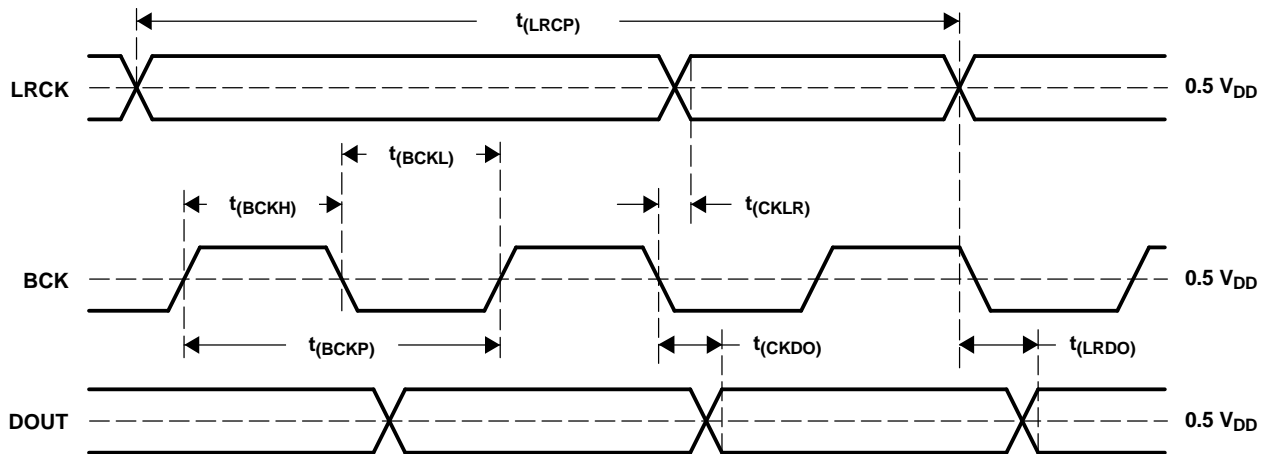 t(LRCP)
LRCK
0.5 VDD
t(BCKL)
t(BCKH)
t(CKLR)
BCK
0.5 VDD
t(BCKP)
t(CKDO)
t(LRDO)
DOUT
0.5 VDD